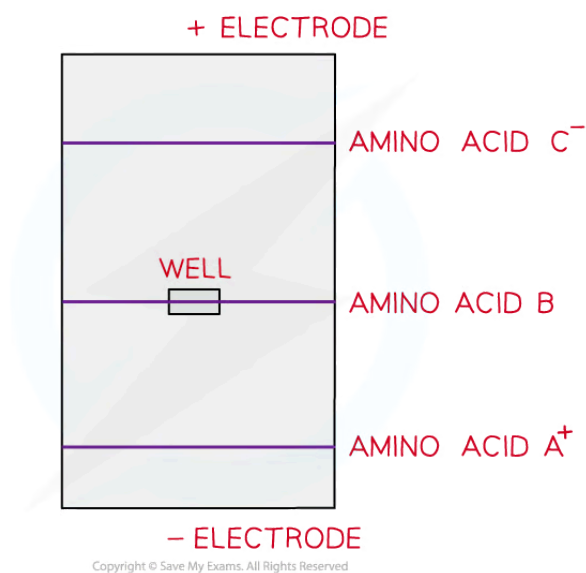 + ELECTRODE
AMINO ACID C⁻
WELL
AMINO ACID B
AMINO ACID A⁺
− ELECTRODE
Copyright © Save My Exams. All Rights Reserved